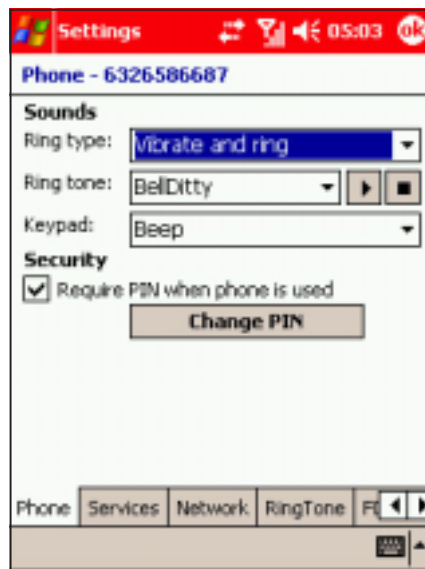 Settings 05:03 ok
Phone - 6326586687
Sounds
Ring type: Vibrate and ring
Ring tone: BellDitty
Keypad: Beep
Security
Require PIN when phone is used
Change PIN
Phone Services Network RingTone